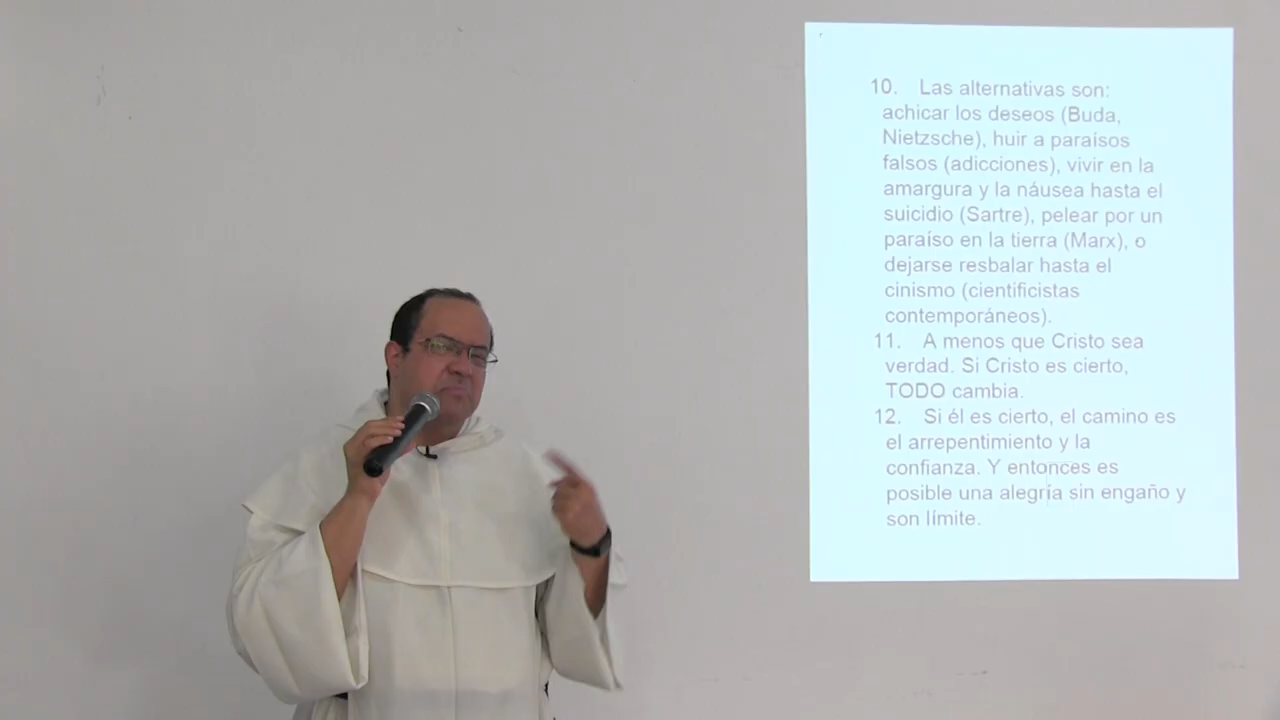 10. Las alternativas son:
achicar los deseos (Buda,
Nietzsche), huir a paraísos
falsos (adicciones), vivir en la
amargura y la náusea hasta el
suicidio (Sartre), pelear por un
paraíso en la tierra (Marx), o
dejarse resbalar hasta el
cinismo (cientificistas
contemporáneos).
11. A menos que Cristo sea
verdad. Si Cristo es cierto,
TODO cambia.
12. Si él es cierto, el camino es
el arrepentimiento y la
confianza. Y entonces es
posible una alegría sin engaño y
son límite.